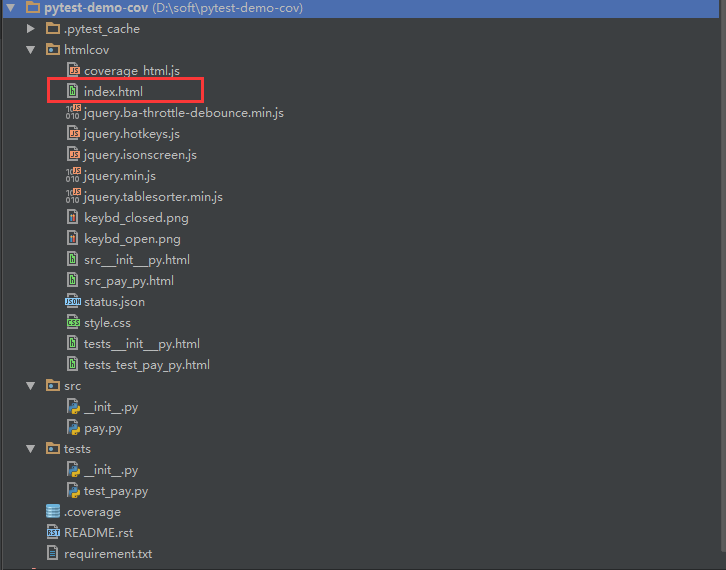 pytest-demo-cov (D:\soft\pytest-demo-cov)
.pytest_cache
htmlcov
coverage_html.js
index.html
jquery.ba-throttle-debounce.min.js
jquery.hotkeys.js
jquery.isonscreen.js
jquery.min.js
jquery.tablesorter.min.js
keybd_closed.png
keybd_open.png
src___init___py.html
src_pay_py.html
status.json
style.css
tests___init___py.html
tests_test_pay_py.html
src
__init__.py
pay.py
tests
__init__.py
test_pay.py
.coverage
README.rst
requirement.txt